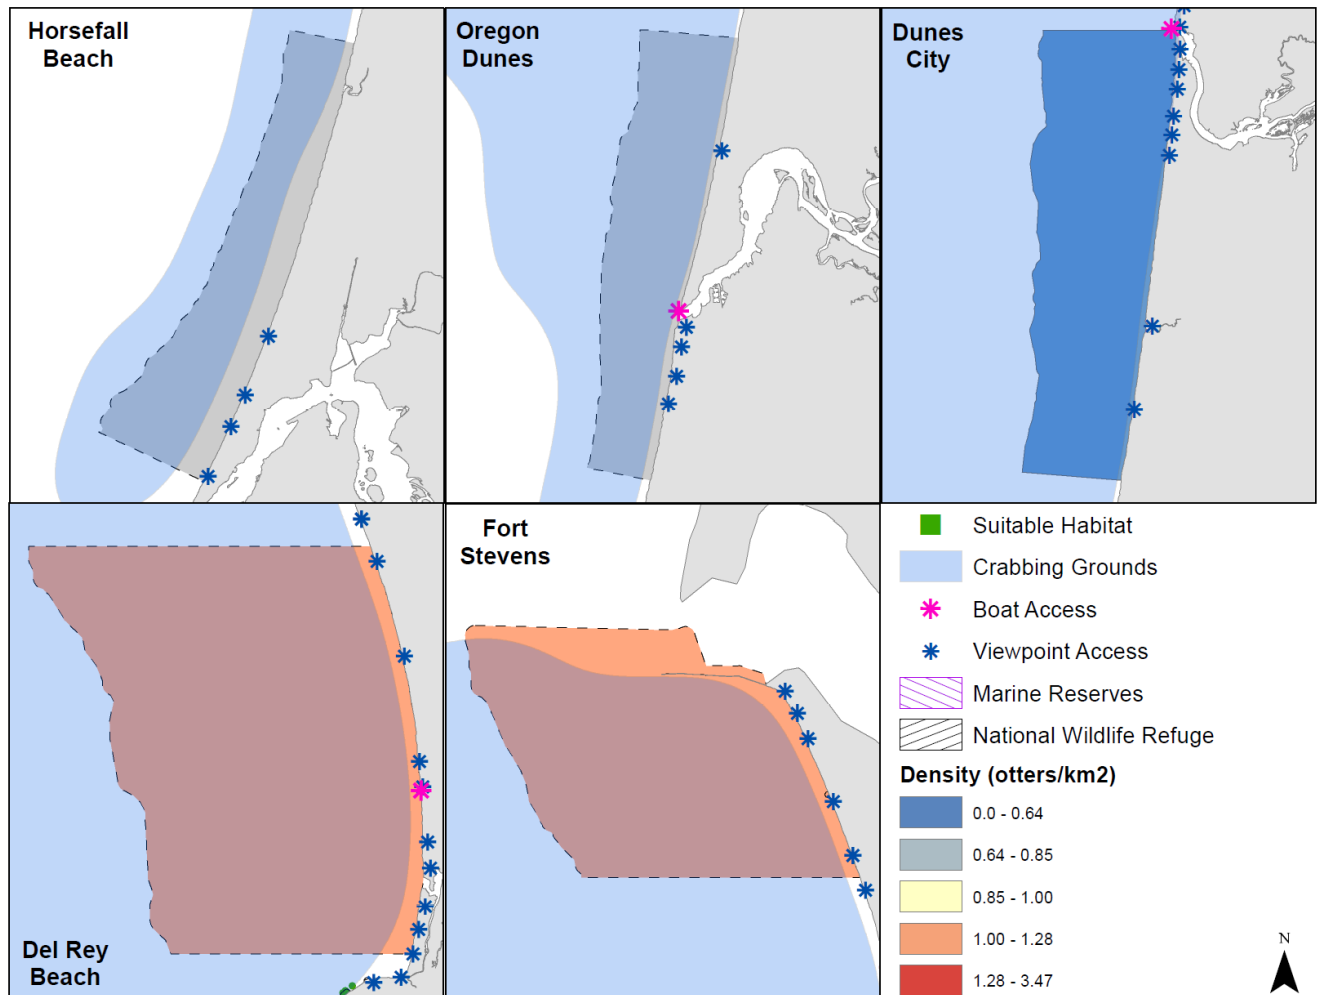 Horsefall
Beach
Oregon
Dunes
Dunes
City
Del Rey
Beach
Fort
Stevens
Suitable Habitat
Crabbing Grounds
Boat Access
Viewpoint Access
Marine Reserves
National Wildlife Refuge
Density (otters/km2)
0.0 - 0.64
0.64 - 0.85
0.85 - 1.00
1.00 - 1.28
1.28 - 3.47
N